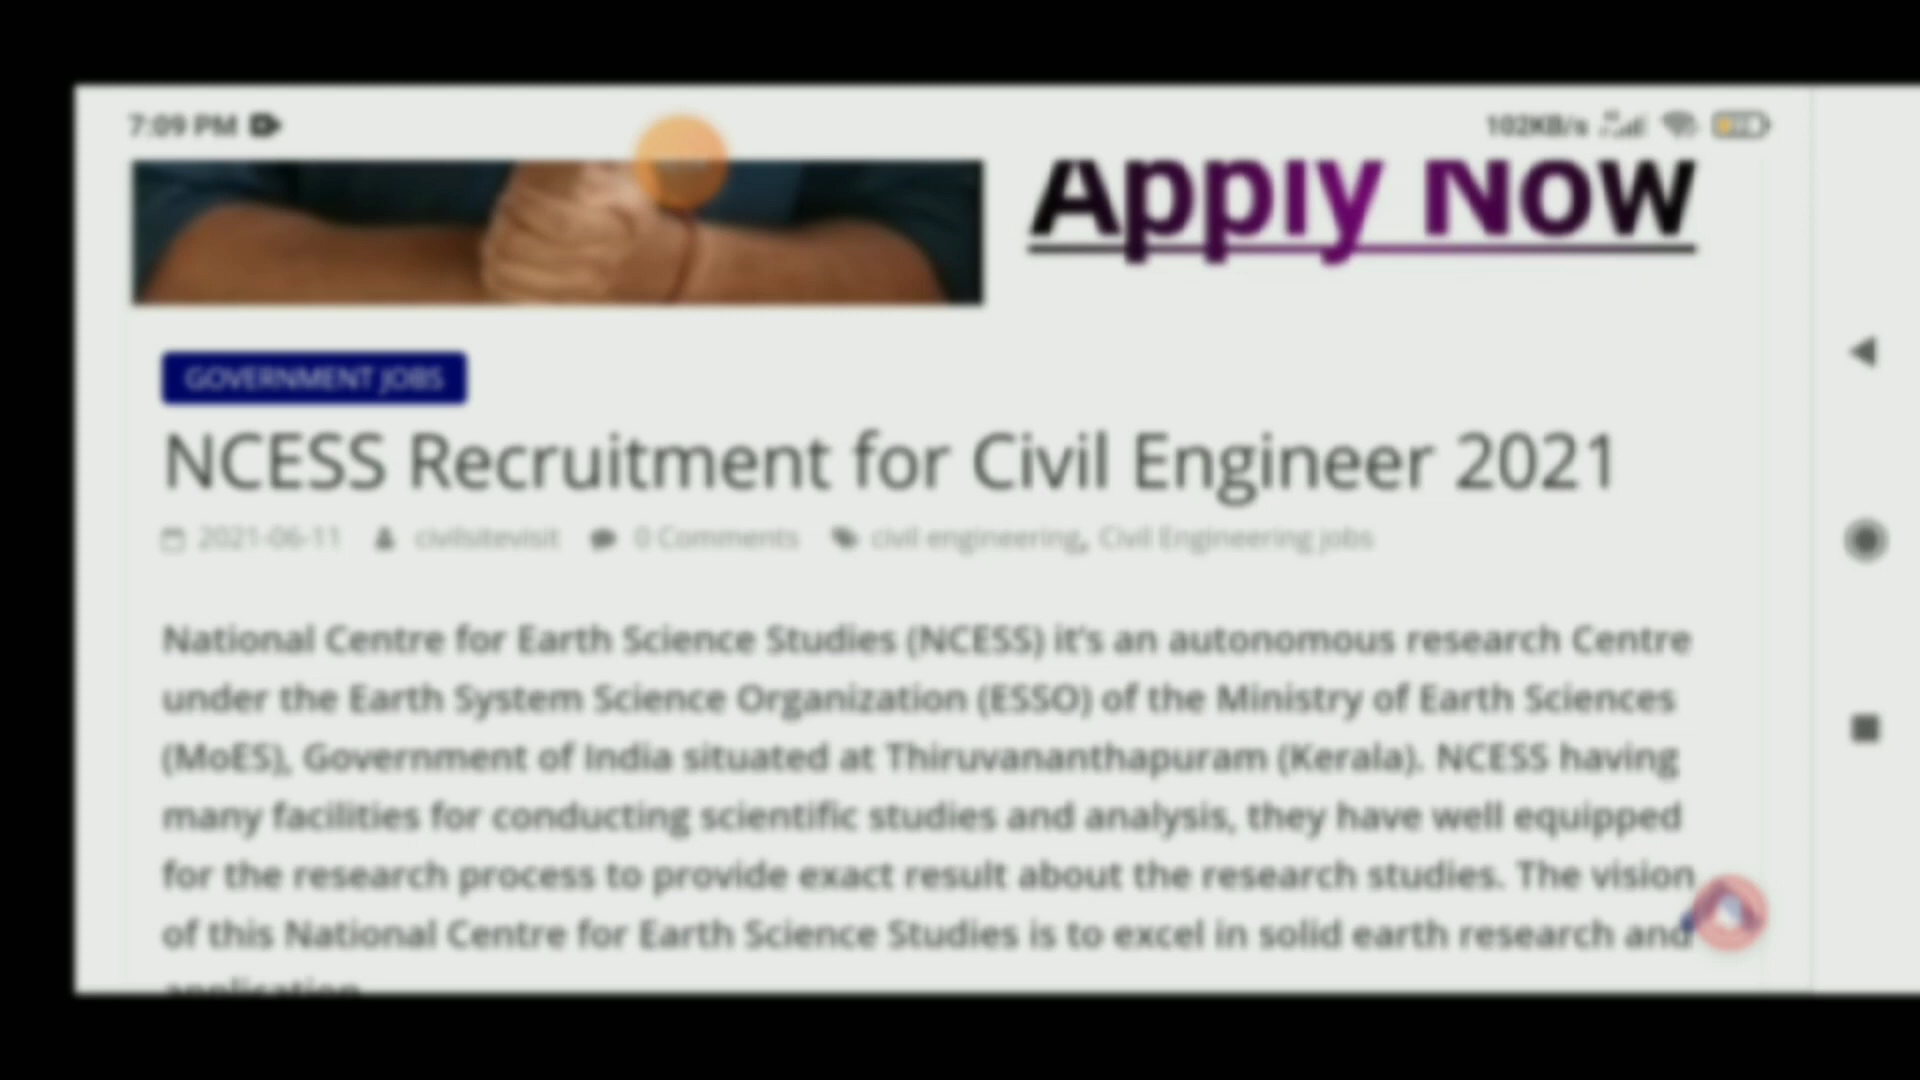 7:09 PM
102KB/s
Apply Now
GOVERNMENT JOBS
NCESS Recruitment for Civil Engineer 2021
2021-06-11 civilsitevisit 0 Comments civil engineering, Civil Engineering jobs
National Centre for Earth Science Studies (NCESS) it's an autonomous research Centre
under the Earth System Science Organization (ESSO) of the Ministry of Earth Sciences
(MoES), Government of India situated at Thiruvananthapuram (Kerala). NCESS having
many facilities for conducting scientific studies and analysis, they have well equipped
for the research process to provide exact result about the research studies. The vision
of this National Centre for Earth Science Studies is to excel in solid earth research and
application.